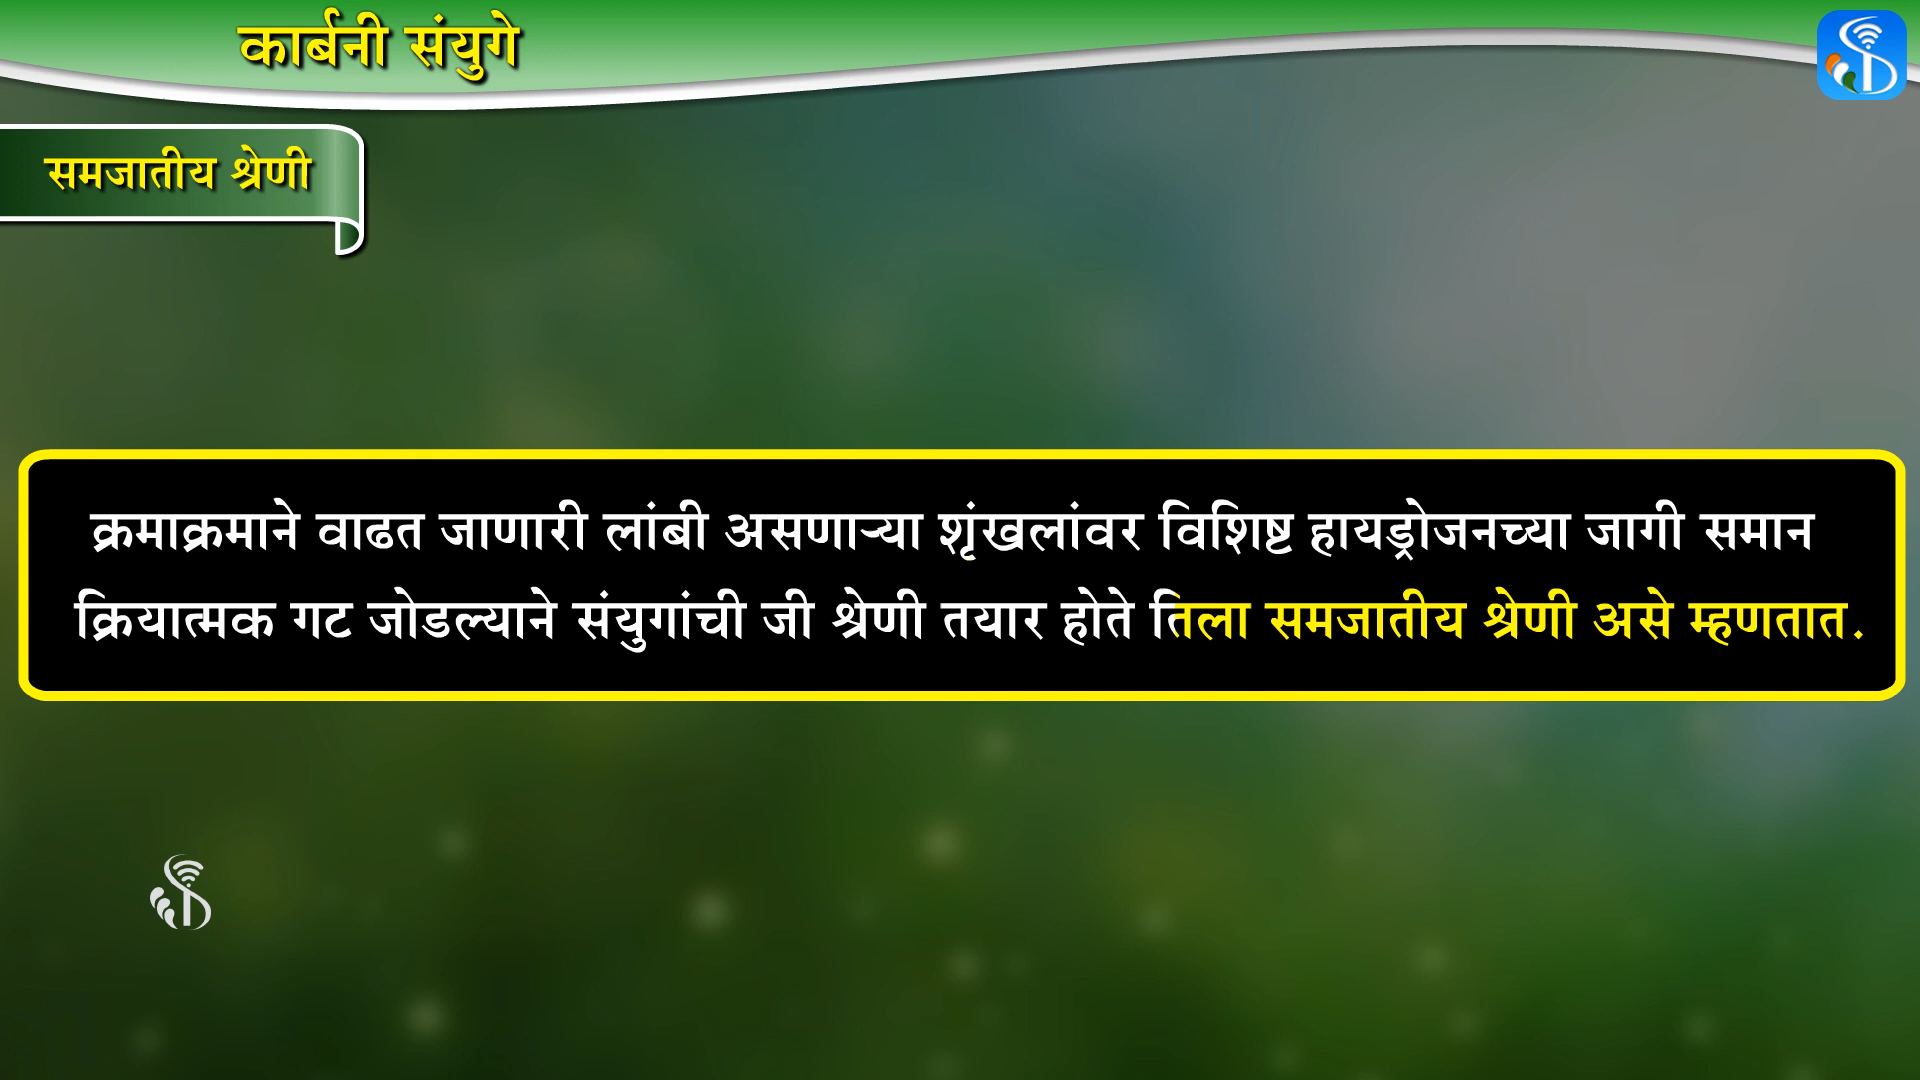 कार्बनी संयुगे
समजातीय श्रेणी
क्रमाक्रमाने वाढत जाणारी लांबी असणाऱ्या शृंखलांवर विशिष्ट हायड्रोजनच्या जागी समान
क्रियात्मक गट जोडल्याने संयुगांची जी श्रेणी तयार होते तिला समजातीय श्रेणी असे म्हणतात.